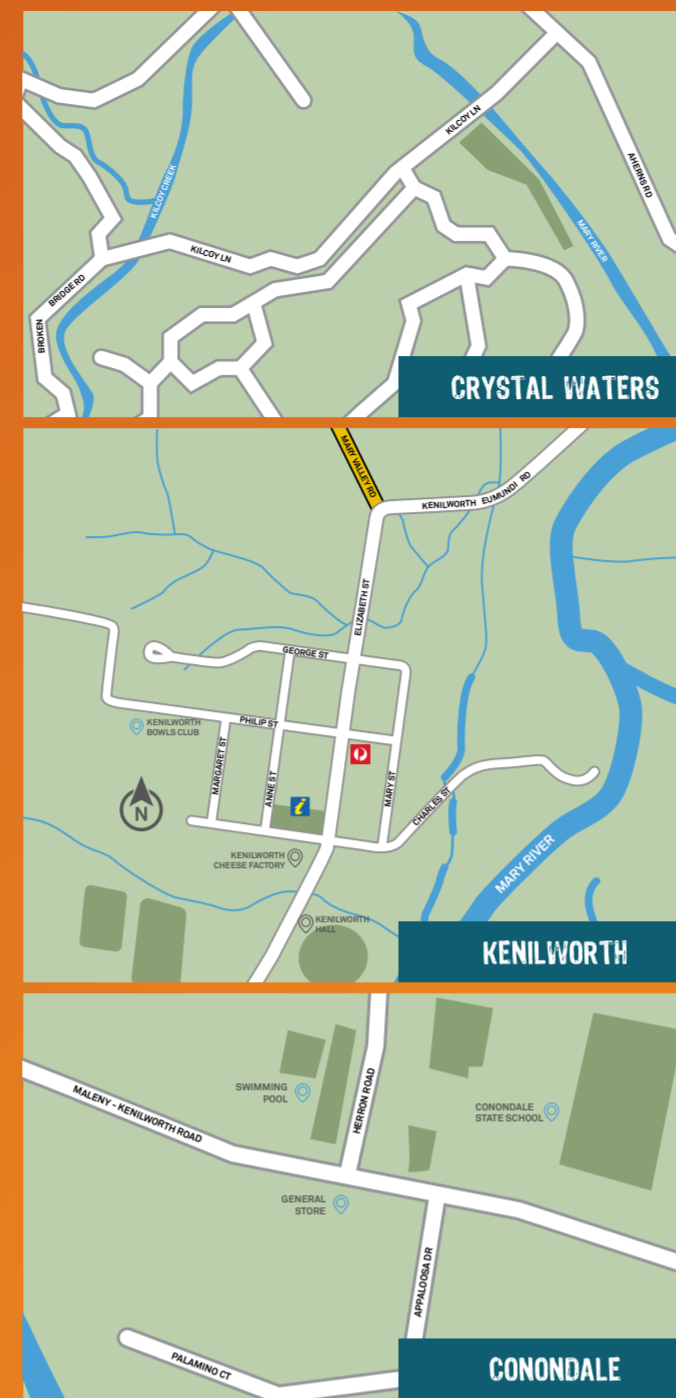 KILCOY LN
AHERNS RD
KILCOY CREEK
MARY RIVER
KILCOY LN
BROKEN
BRIDGE RD
CRYSTAL WATERS
MARY VALLEY RD
KENILWORTH EUMUNDI RD
ELIZABETH ST
GEORGE ST
PHILIP ST
KENILWORTH
BOWLS CLUB
MARGARET ST
ANNE ST
MARY ST
CHARLES ST
i
N
KENILWORTH
CHEESE FACTORY
MARY RIVER
KENILWORTH
HALL
KENILWORTH
MALENY - KENILWORTH ROAD
SWIMMING
POOL
HERRON ROAD
CONONDALE
STATE SCHOOL
GENERAL
STORE
APPALOOSA DR
PALAMINO CT
CONONDALE